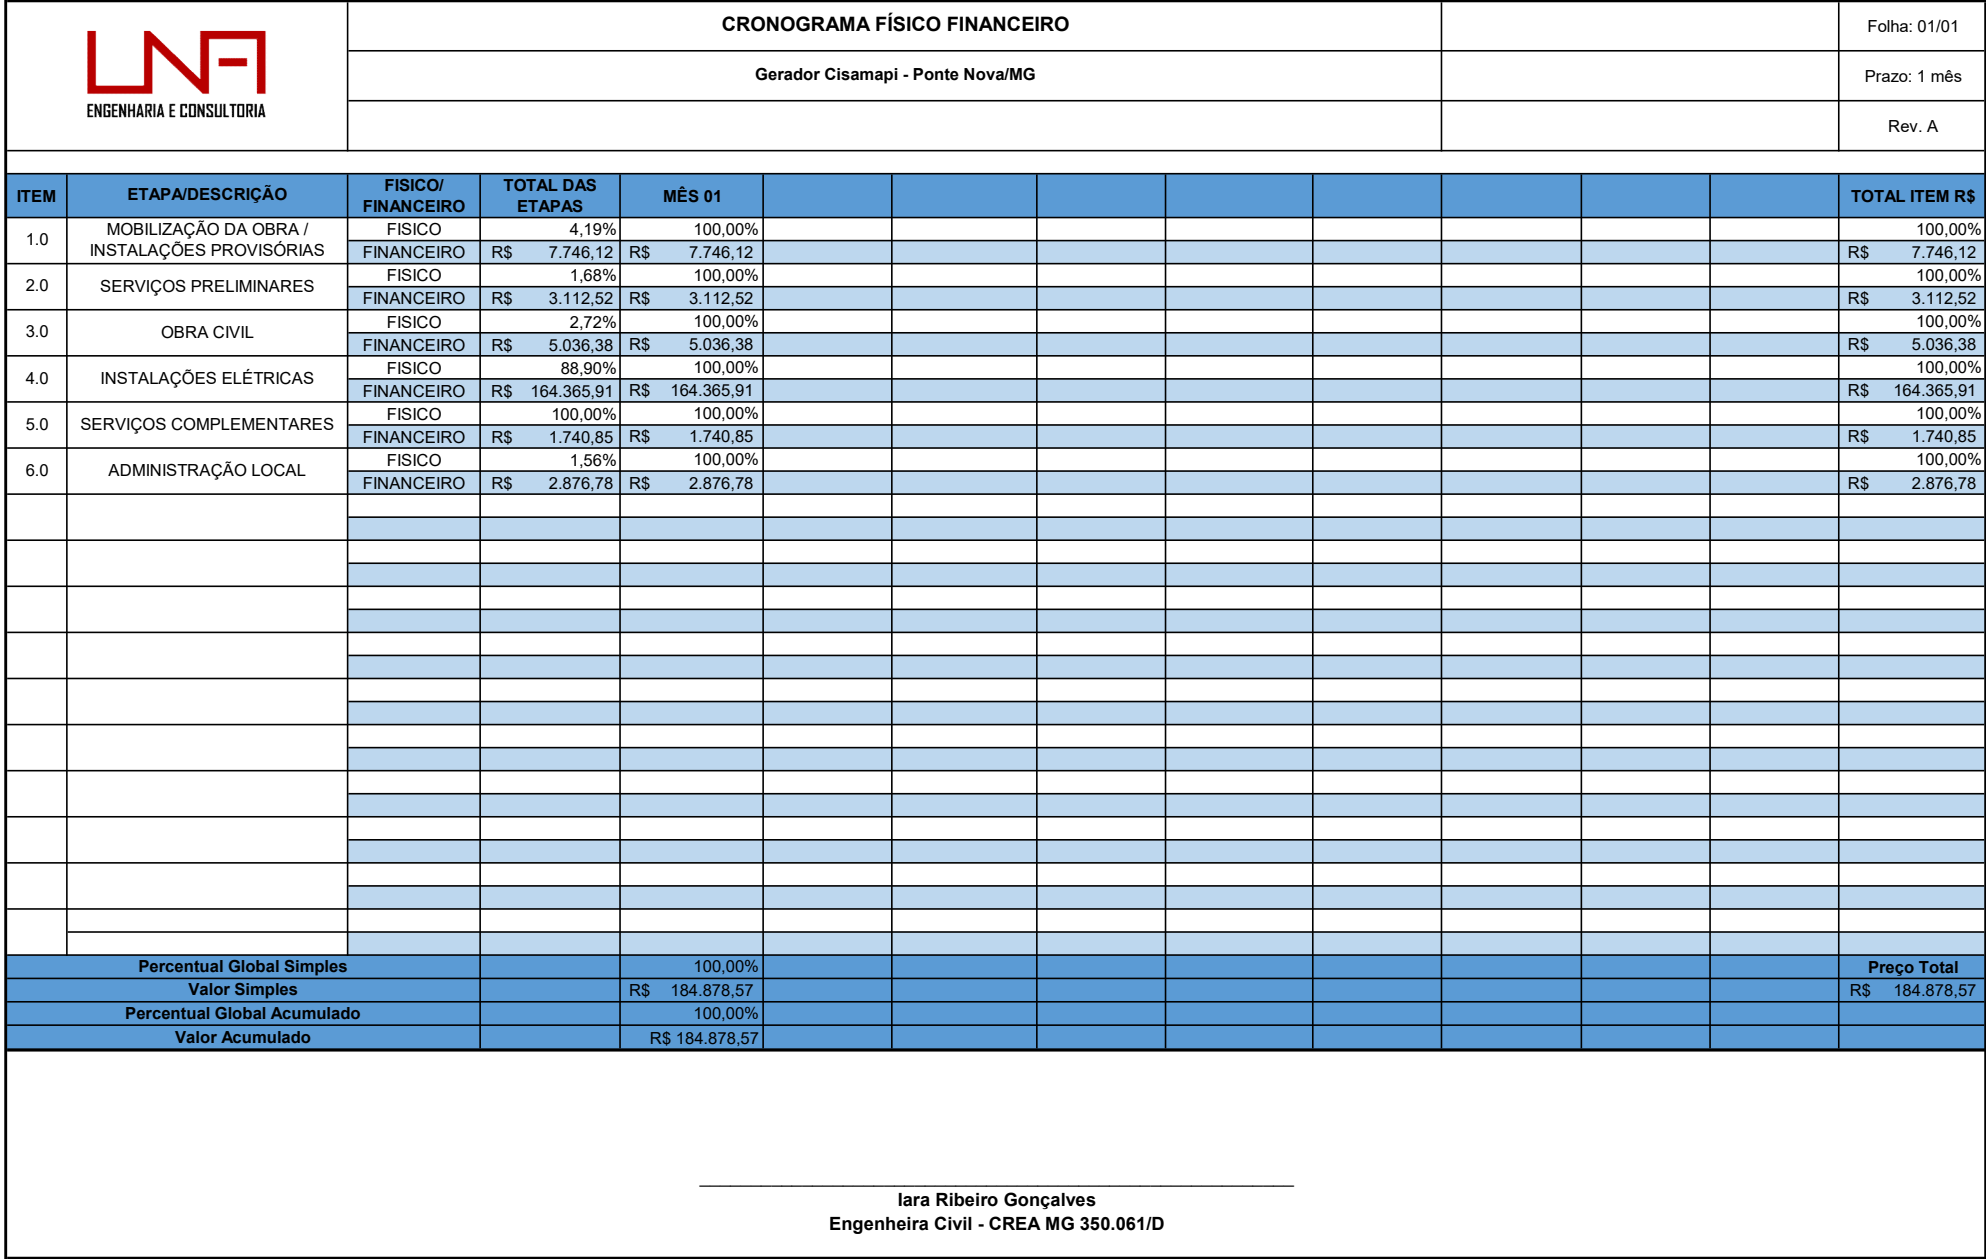 LNA
ENGENHARIA E CONSULTORIA
CRONOGRAMA FÍSICO FINANCEIRO
Folha: 01/01
Gerador Cisamapi - Ponte Nova/MG
Prazo: 1 mês
Rev. A
ITEM ETAPA/DESCRIÇÃO FISICO/ FINANCEIRO TOTAL DAS ETAPAS MÊS 01 TOTAL ITEM R$
1.0 MOBILIZAÇÃO DA OBRA / INSTALAÇÕES PROVISÓRIAS
FISICO 4,19% 100,00% 100,00%
FINANCEIRO R$ 7.746,12 R$ 7.746,12 R$ 7.746,12
2.0 SERVIÇOS PRELIMINARES
FISICO 1,68% 100,00% 100,00%
FINANCEIRO R$ 3.112,52 R$ 3.112,52 R$ 3.112,52
3.0 OBRA CIVIL
FISICO 2,72% 100,00% 100,00%
FINANCEIRO R$ 5.036,38 R$ 5.036,38 R$ 5.036,38
4.0 INSTALAÇÕES ELÉTRICAS
FISICO 88,90% 100,00% 100,00%
FINANCEIRO R$ 164.365,91 R$ 164.365,91 R$ 164.365,91
5.0 SERVIÇOS COMPLEMENTARES
FISICO 100,00% 100,00% 100,00%
FINANCEIRO R$ 1.740,85 R$ 1.740,85 R$ 1.740,85
6.0 ADMINISTRAÇÃO LOCAL
FISICO 1,56% 100,00% 100,00%
FINANCEIRO R$ 2.876,78 R$ 2.876,78 R$ 2.876,78
Percentual Global Simples 100,00% Preço Total
Valor Simples R$ 184.878,57 R$ 184.878,57
Percentual Global Acumulado 100,00%
Valor Acumulado R$ 184.878,57
Iara Ribeiro Gonçalves
Engenheira Civil - CREA MG 350.061/D